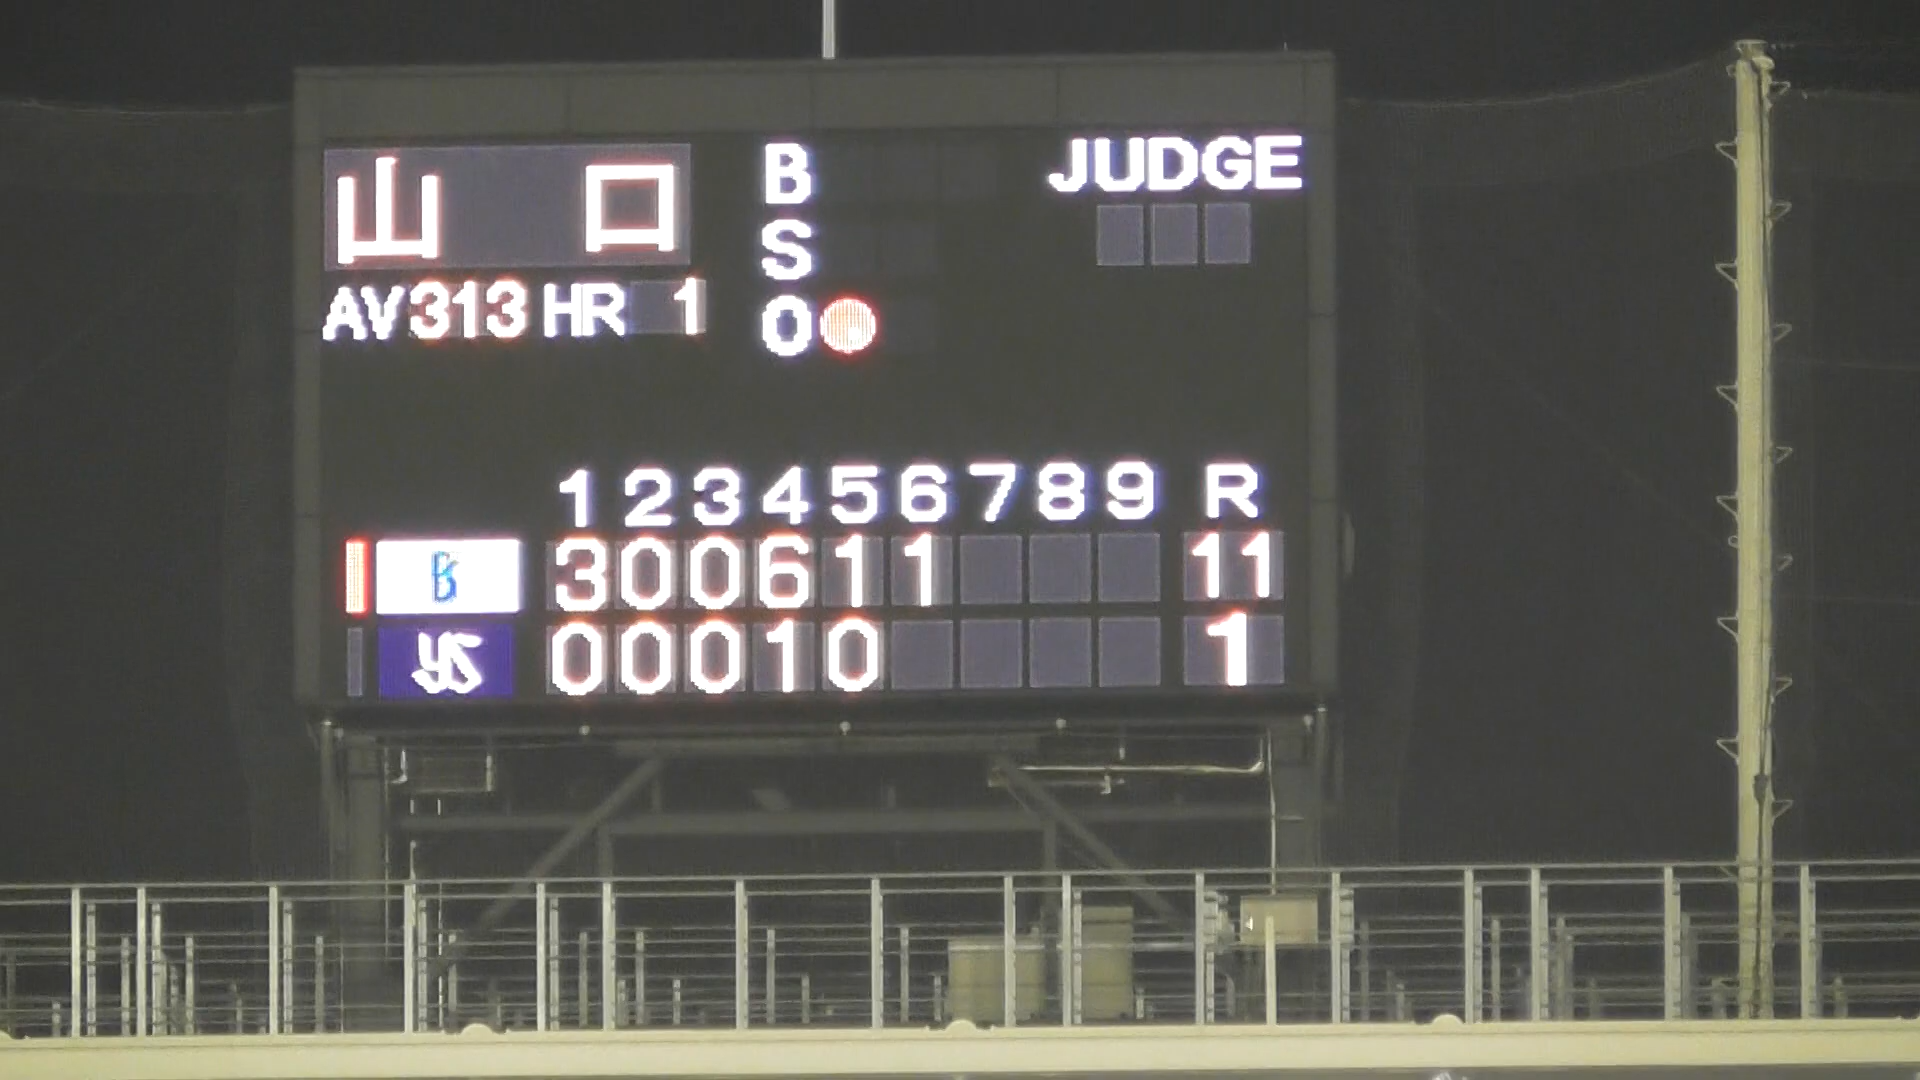 山 口
B
JUDGE
S
AV313 HR 1
O
1 2 3 4 5 6 7 8 9 R
B 3 0 0 6 1 1 11
YS 0 0 0 1 0 1